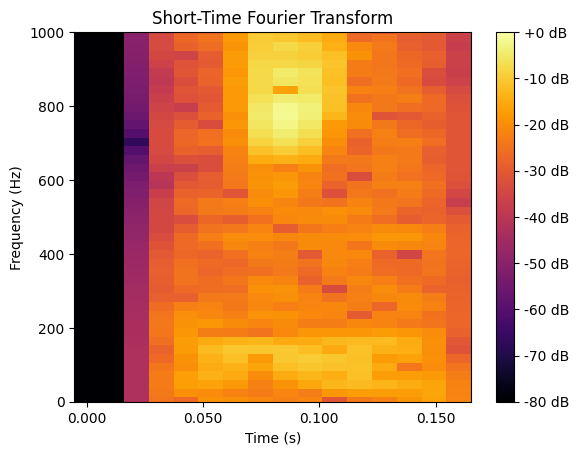 Short-Time Fourier Transform
1000
800
600
400
200
0
Frequency (Hz)
0.000
0.050
0.100
0.150
Time (s)
+0 dB
-10 dB
-20 dB
-30 dB
-40 dB
-50 dB
-60 dB
-70 dB
-80 dB